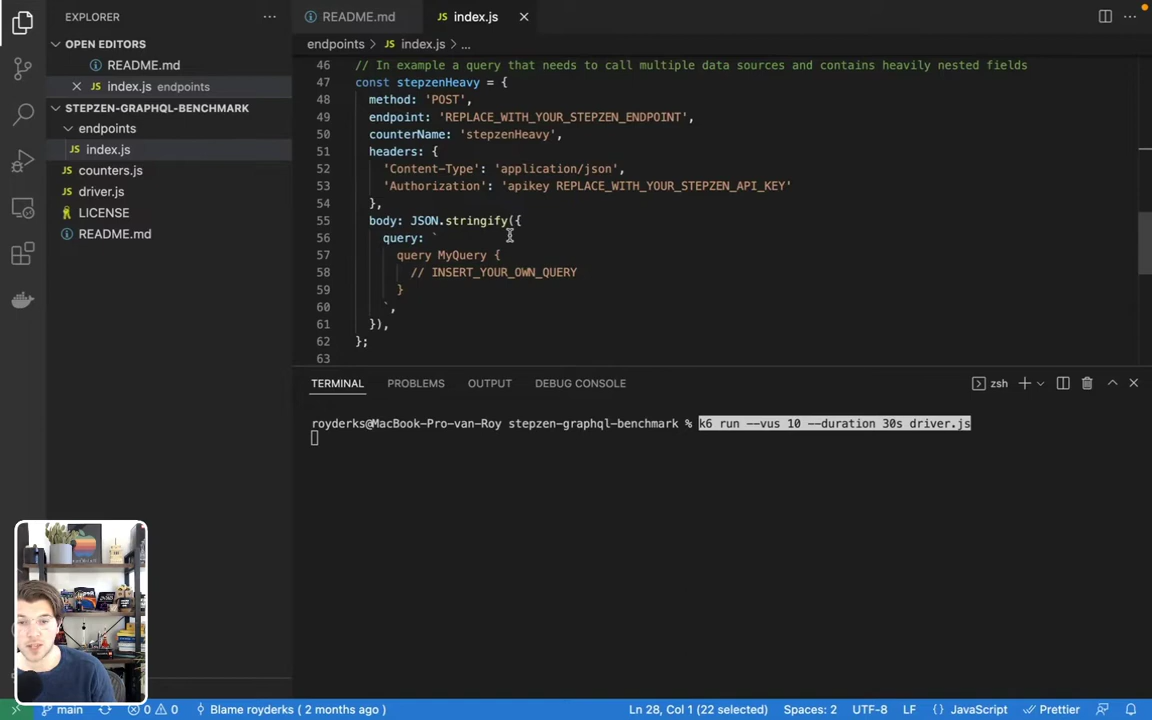 EXPLORER
README.md
index.js
OPEN EDITORS
README.md
index.js endpoints
STEPZEN-GRAPHQL-BENCHMARK
endpoints
index.js
counters.js
driver.js
LICENSE
README.md
endpoints > index.js > ...
46 // In example a query that needs to call multiple data sources and contains heavily nested fields
47 const stepzenHeavy = {
48 method: 'POST',
49 endpoint: 'REPLACE_WITH_YOUR_STEPZEN_ENDPOINT',
50 counterName: 'stepzenHeavy',
51 headers: {
52 'Content-Type': 'application/json',
53 'Authorization': 'apikey REPLACE_WITH_YOUR_STEPZEN_API_KEY'
54 },
55 body: JSON.stringify({
56 query: `
57 query MyQuery {
58 // INSERT_YOUR_OWN_QUERY
59 }
60 `,
61 }),
62 };
63
TERMINAL PROBLEMS OUTPUT DEBUG CONSOLE
zsh
royderks@MacBook-Pro-van-Roy stepzen-graphql-benchmark % k6 run --vus 10 --duration 30s driver.js
main 0 0 Blame royderks ( 2 months ago ) Ln 28, Col 1 (22 selected) Spaces: 2 UTF-8 LF {} JavaScript Prettier